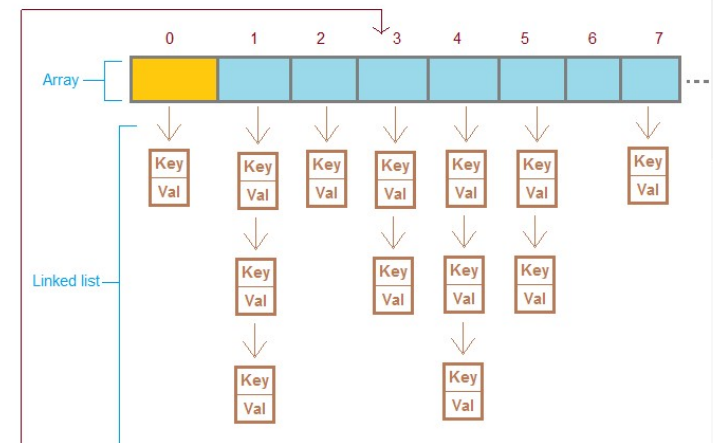 0 1 2 3 4 5 6 7
Array
Key Key Key Key Key Key Key
Val Val Val Val Val Val Val
Linked list
Key Key Key Key
Val Val Val Val
Key Key
Val Val